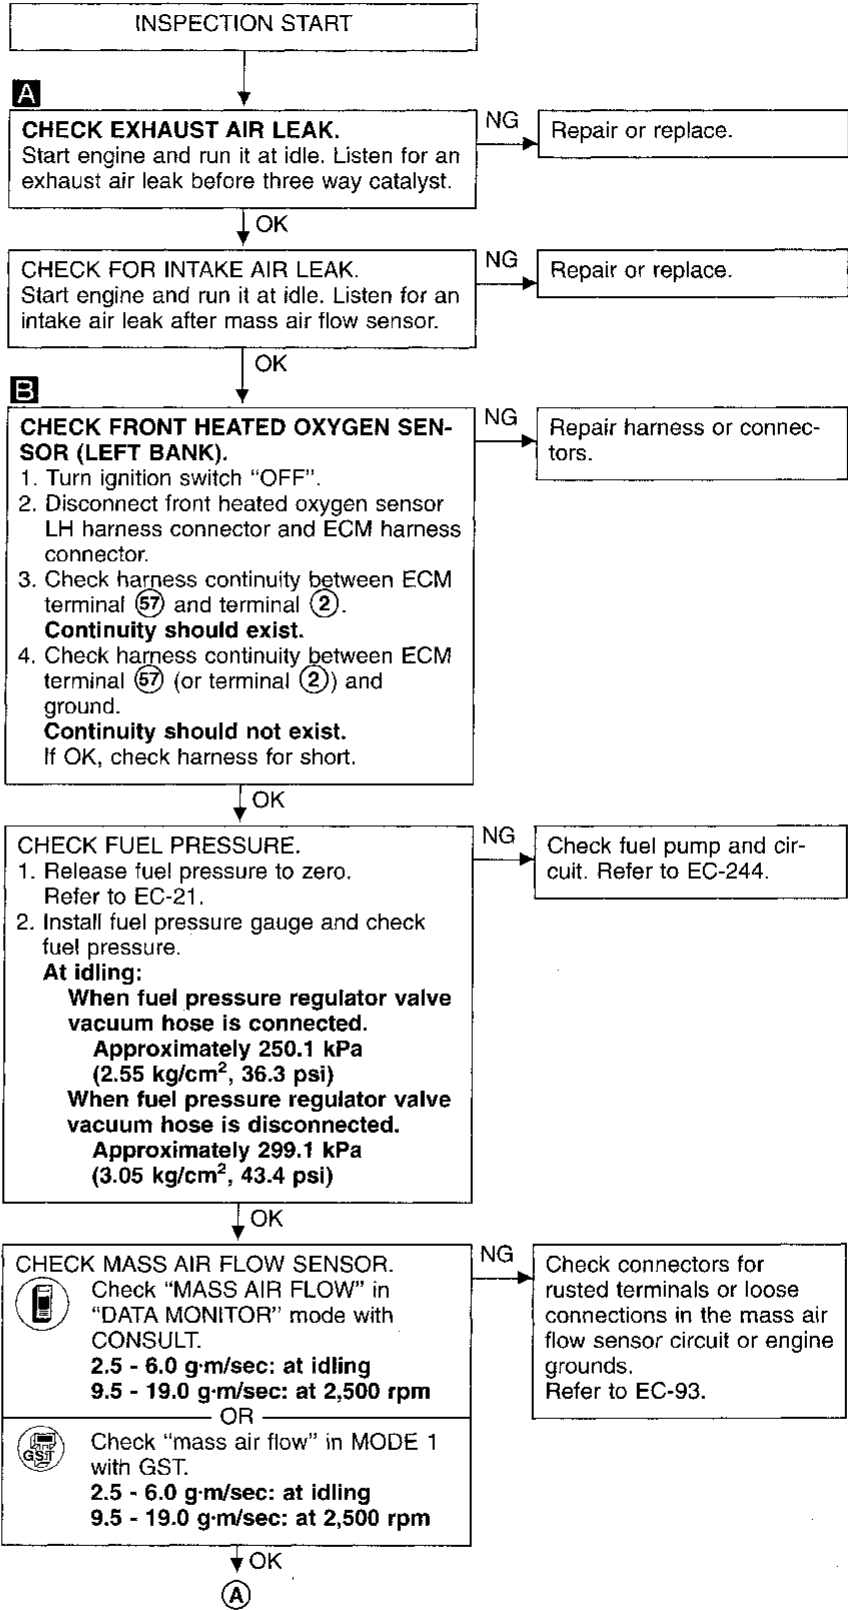 INSPECTION START
A
CHECK EXHAUST AIR LEAK.
Start engine and run it at idle. Listen for an
exhaust air leak before three way catalyst.
NG
Repair or replace.
OK
CHECK FOR INTAKE AIR LEAK.
Start engine and run it at idle. Listen for an
intake air leak after mass air flow sensor.
NG
Repair or replace.
OK
B
CHECK FRONT HEATED OXYGEN SEN-
SOR (LEFT BANK).
1. Turn ignition switch “OFF”.
2. Disconnect front heated oxygen sensor
LH harness connector and ECM harness
connector.
3. Check harness continuity between ECM
terminal 57 and terminal 2.
Continuity should exist.
4. Check harness continuity between ECM
terminal 57 (or terminal 2) and
ground.
Continuity should not exist.
If OK, check harness for short.
NG
Repair harness or connec-
tors.
OK
CHECK FUEL PRESSURE.
1. Release fuel pressure to zero.
Refer to EC-21.
2. Install fuel pressure gauge and check
fuel pressure.
At idling:
When fuel pressure regulator valve
vacuum hose is connected.
Approximately 250.1 kPa
(2.55 kg/cm², 36.3 psi)
When fuel pressure regulator valve
vacuum hose is disconnected.
Approximately 299.1 kPa
(3.05 kg/cm², 43.4 psi)
NG
Check fuel pump and cir-
cuit. Refer to EC-244.
OK
CHECK MASS AIR FLOW SENSOR.
Check “MASS AIR FLOW” in
“DATA MONITOR” mode with
CONSULT.
2.5 - 6.0 g·m/sec: at idling
9.5 - 19.0 g·m/sec: at 2,500 rpm
OR
GST
Check “mass air flow” in MODE 1
with GST.
2.5 - 6.0 g·m/sec: at idling
9.5 - 19.0 g·m/sec: at 2,500 rpm
NG
Check connectors for
rusted terminals or loose
connections in the mass air
flow sensor circuit or engine
grounds.
Refer to EC-93.
OK
A